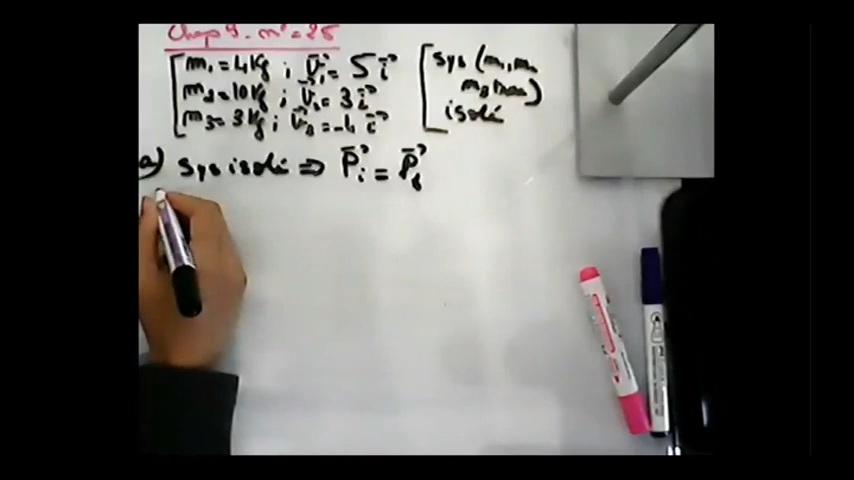 Chap 9. n° = 25
m₁ = 4 kg ; V⃗₁ = 5 i⃗
m₂ = 10 kg ; V⃗₂ = 3 i⃗
m₃ = 3 kg ; V⃗₃ = -4 i⃗
sys (m₁, m₂
m₃
isolé
a) Sys isolé ⇒ P⃗i = P⃗f